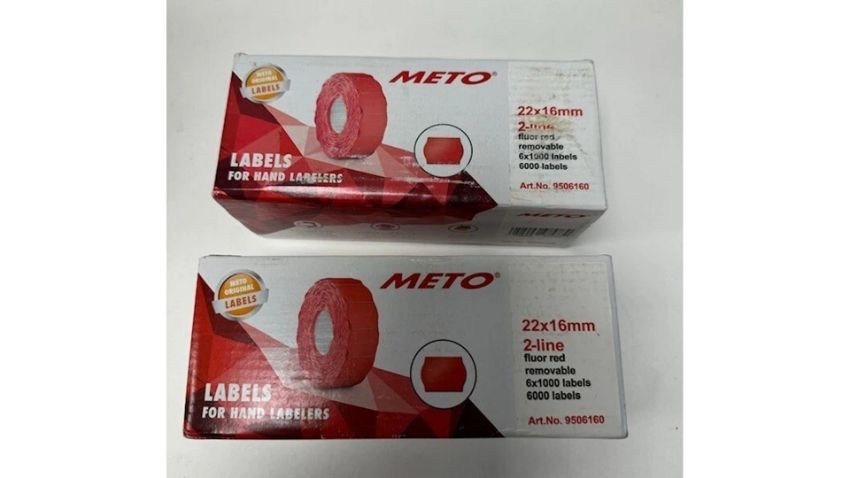 METO ORIGINAL
LABELS
METO®
22x16mm
2-line
fluor red
removable
6x1000 labels
6000 labels
Art.No. 9506160
LABELS
FOR HAND LABELERS
METO
METO ORIGINAL
LABELS
METO®
22x16mm
2-line
fluor red
removable
6x1000 labels
6000 labels
Art.No. 9506160
LABELS
FOR HAND LABELERS